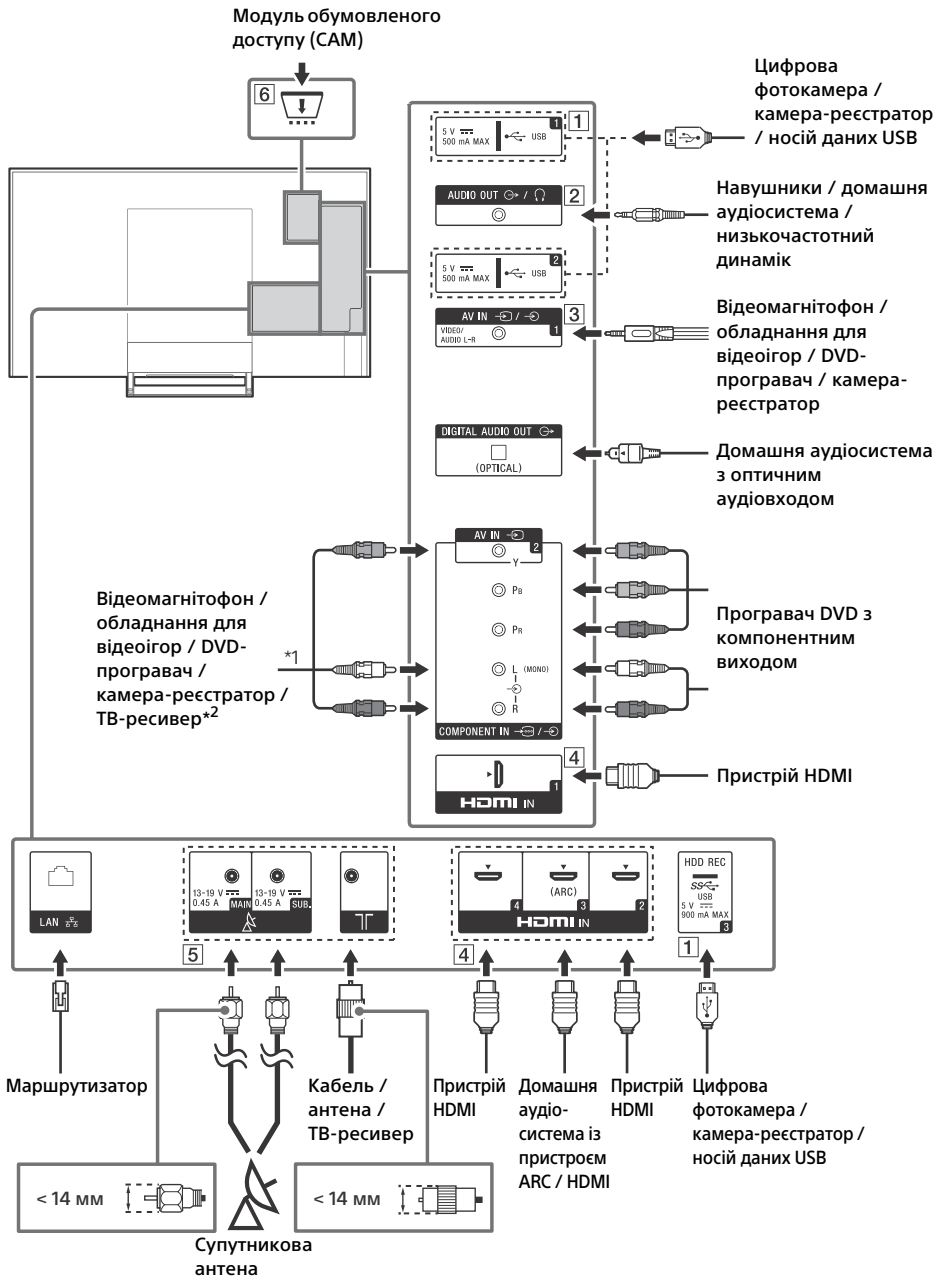 Модуль обумовленого
доступу (CAM)
6
Цифрова
фотокамера /
камера-реєстратор
/ носій даних USB
1
5 V
500 mA MAX
USB
1
AUDIO OUT /
2
Навушники / домашня
аудіосистема /
низькочастотний
динамік
5 V
500 mA MAX
USB
2
AV IN /
3
VIDEO/
AUDIO L-R
1
Відеомагнітофон /
обладнання для
відеоігор / DVD-
програвач / камера-
реєстратор
DIGITAL AUDIO OUT
(OPTICAL)
Домашня аудіосистема
з оптичним
аудіовходом
AV IN
2
Y
PB
PR
L (MONO)
R
COMPONENT IN /
Відеомагнітофон /
обладнання для
відеоігор / DVD-
програвач /
камера-реєстратор /
ТВ-ресивер*2
*1
Програвач DVD з
компонентним
виходом
4
1
HDMI IN
Пристрій HDMI
LAN
13-19 V
0.45 A
MAIN
13-19 V
0.45 A
SUB.
5
4
(ARC)
3
2
HDMI IN
4
HDD REC
SS
USB
5 V
900 mA MAX
3
1
Маршрутизатор
Кабель /
антена /
ТВ-ресивер
Пристрій
HDMI
Домашня
аудіо-
система із
пристроєм
ARC / HDMI
Пристрій
HDMI
Цифрова
фотокамера /
камера-реєстратор /
носій даних USB
< 14 мм
< 14 мм
Супутникова
антена